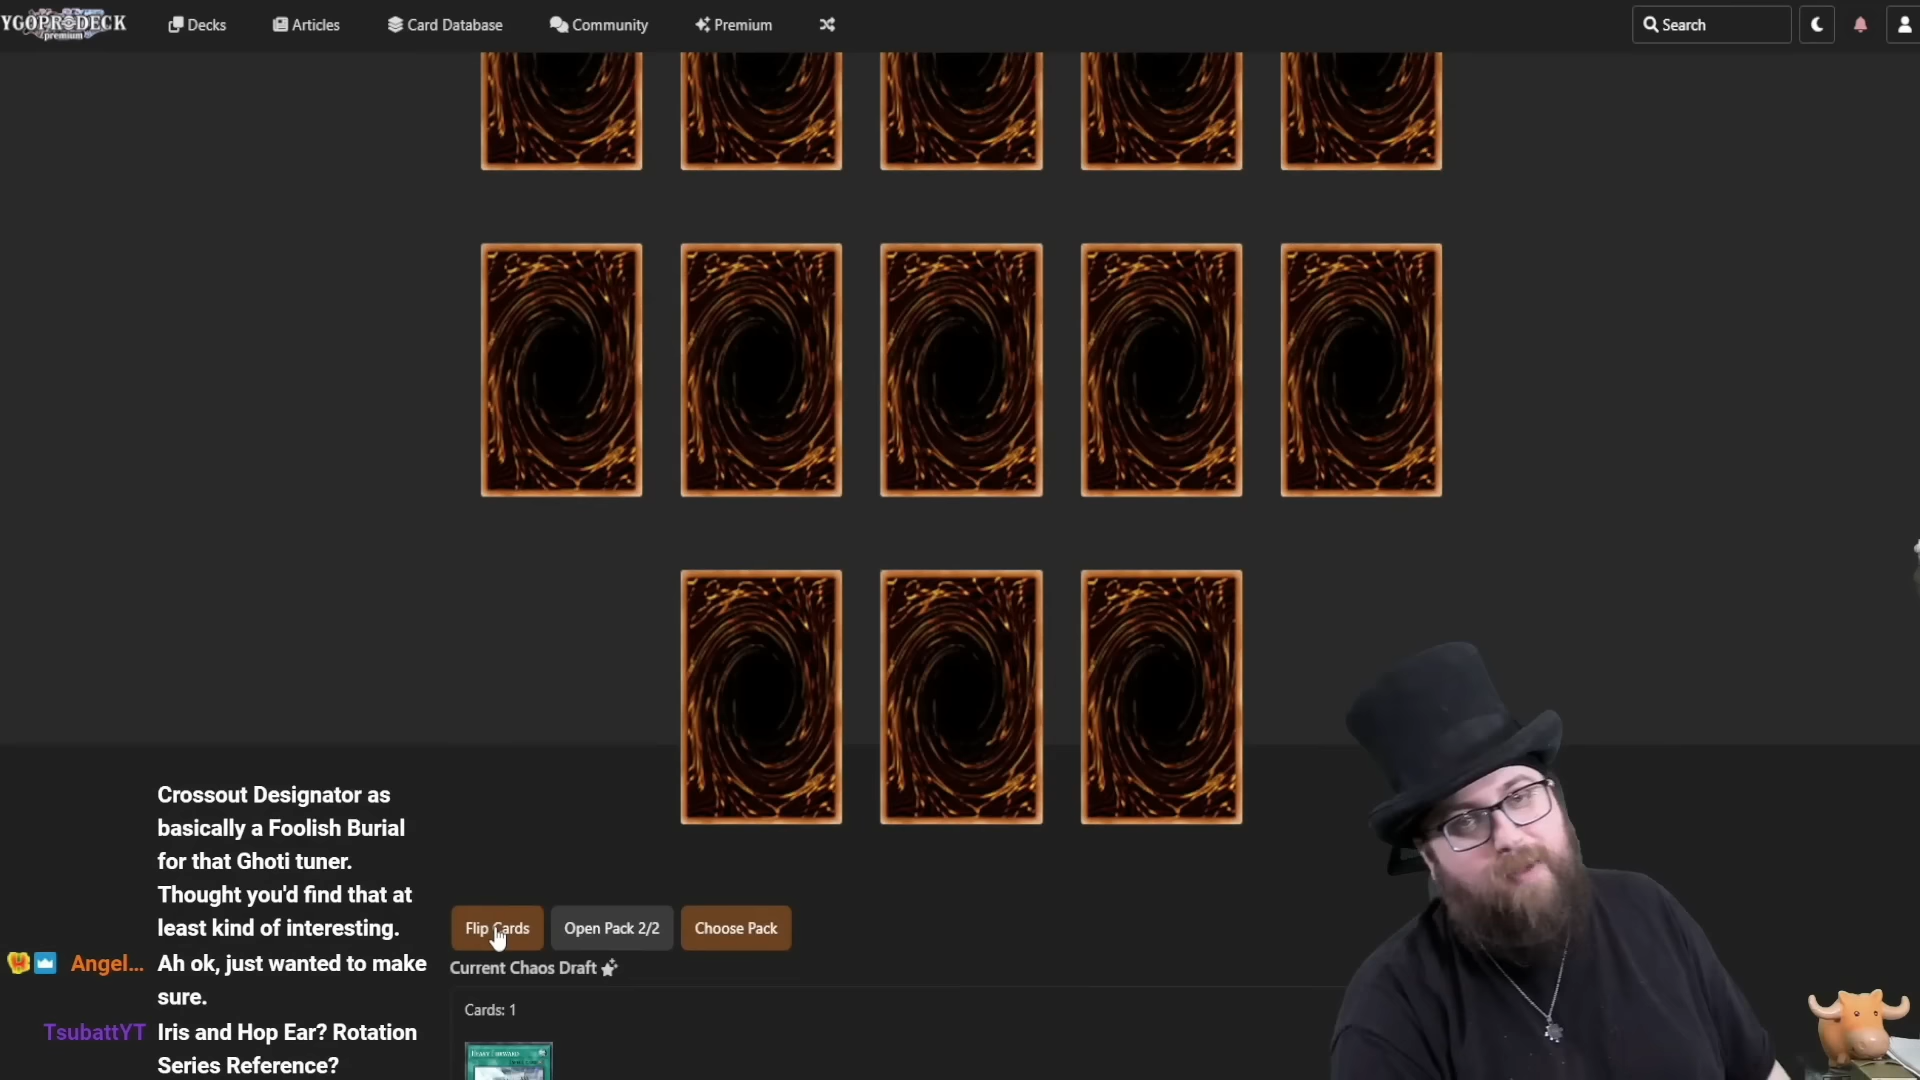 YGOPRODECK
premium
Decks
Articles
Card Database
Community
Premium
Search
Crossout Designator as
basically a Foolish Burial
for that Ghoti tuner.
Thought you'd find that at
least kind of interesting.
Angel... Ah ok, just wanted to make
sure.
TsubattYT Iris and Hop Ear? Rotation
Series Reference?
Flip Cards
Open Pack 2/2
Choose Pack
Current Chaos Draft
Cards: 1
Beast Forward